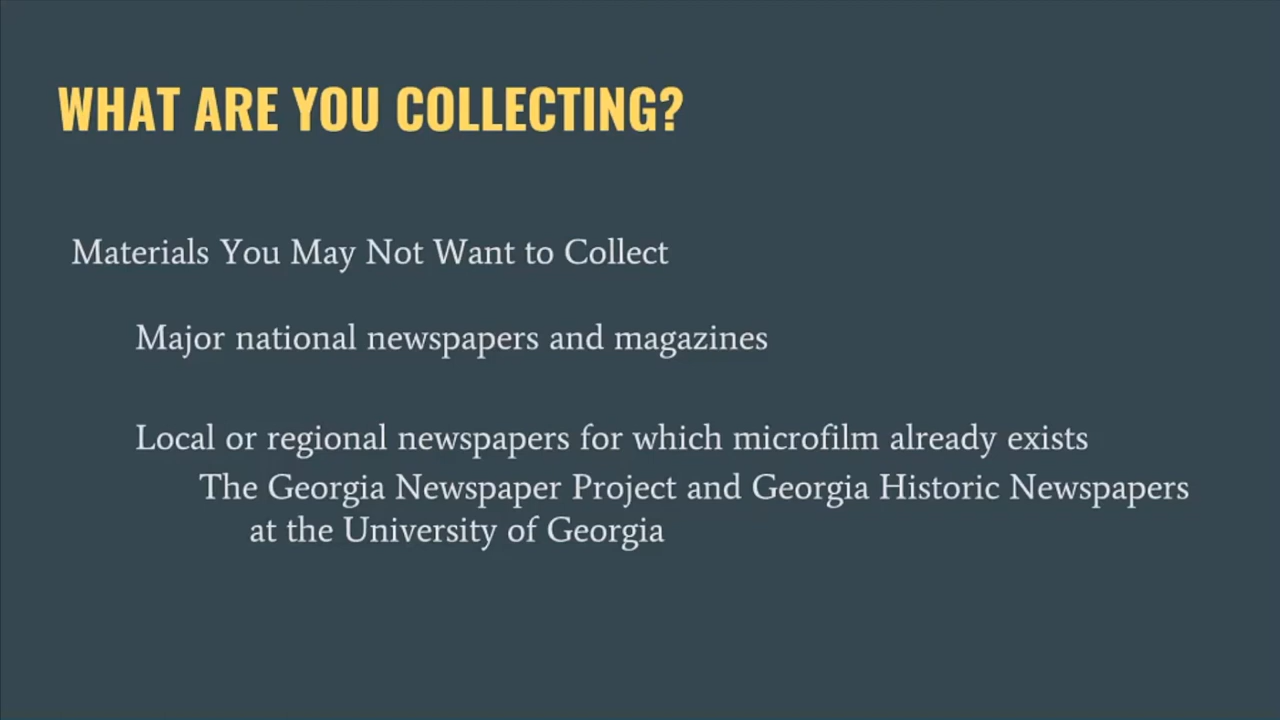 WHAT ARE YOU COLLECTING?
Materials You May Not Want to Collect
Major national newspapers and magazines
Local or regional newspapers for which microfilm already exists
The Georgia Newspaper Project and Georgia Historic Newspapers
at the University of Georgia